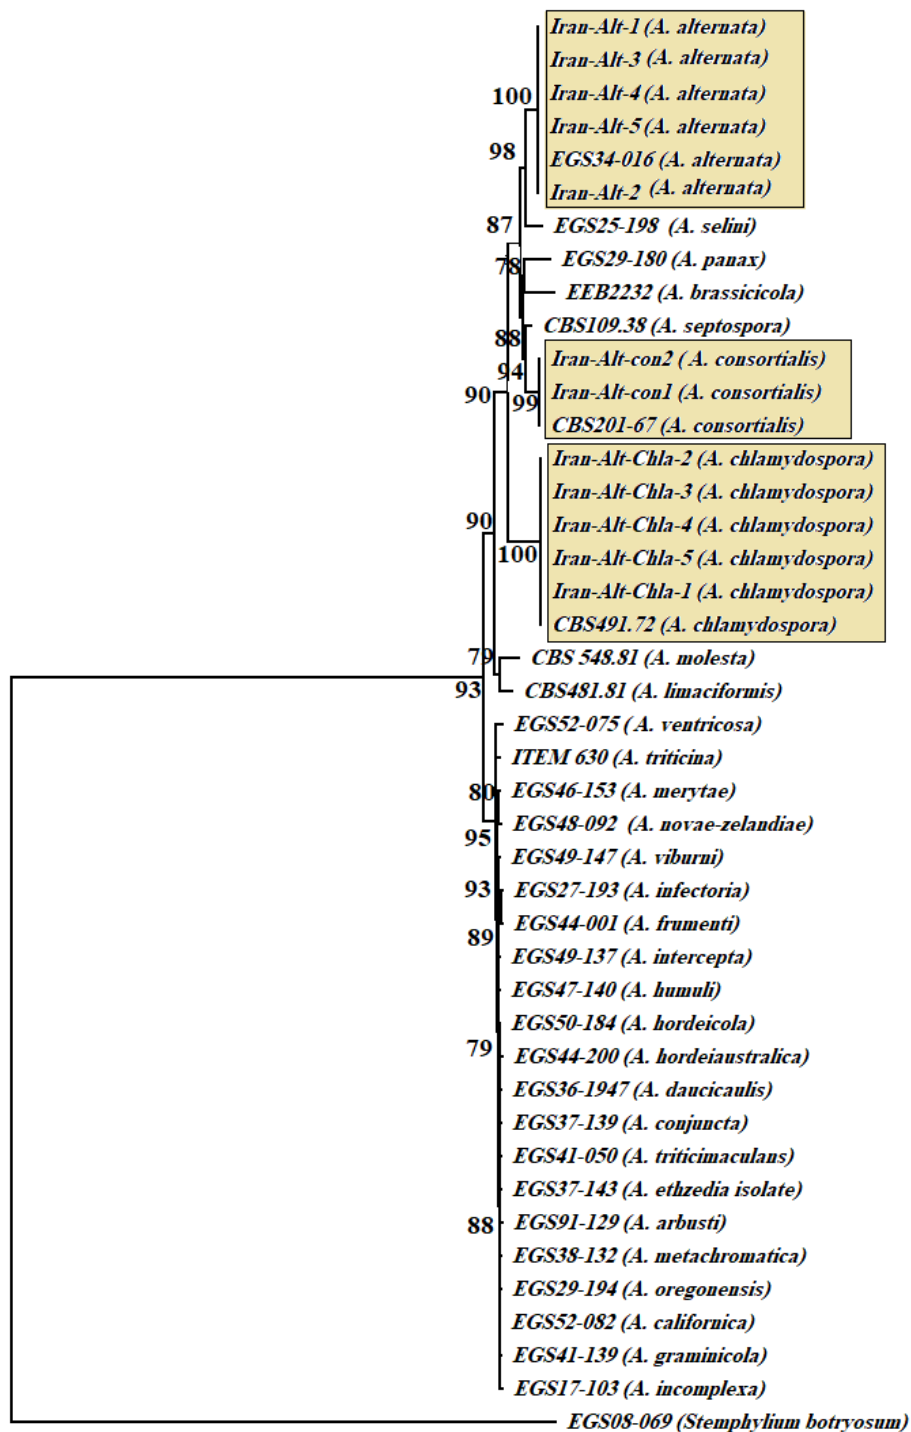 Iran-Alt-1 (A. alternata)
Iran-Alt-3 (A. alternata)
100
Iran-Alt-4 (A. alternata)
Iran-Alt-5 (A. alternata)
98
EGS34-016 (A. alternata)
Iran-Alt-2 (A. alternata)
87
EGS25-198 (A. selini)
78
EGS29-180 (A. panax)
EEB2232 (A. brassicicola)
CBS109.38 (A. septospora)
88
Iran-Alt-con2 ( A. consortialis)
94
Iran-Alt-con1 (A. consortialis)
90
99
CBS201-67 (A. consortialis)
Iran-Alt-Chla-2 (A. chlamydospora)
Iran-Alt-Chla-3 (A. chlamydospora)
90
Iran-Alt-Chla-4 (A. chlamydospora)
100
Iran-Alt-Chla-5 (A. chlamydospora)
Iran-Alt-Chla-1 (A. chlamydospora)
CBS491.72 (A. chlamydospora)
79
CBS 548.81 (A. molesta)
93
CBS481.81 (A. limaciformis)
EGS52-075 ( A. ventricosa)
ITEM 630 (A. triticina)
80
EGS46-153 (A. merytae)
EGS48-092 (A. novae-zelandiae)
95
EGS49-147 (A. viburni)
93
EGS27-193 (A. infectoria)
EGS44-001 (A. frumenti)
89
EGS49-137 (A. intercepta)
EGS47-140 (A. humuli)
EGS50-184 (A. hordeicola)
79
EGS44-200 (A. hordeiaustralica)
EGS36-1947 (A. daucicaulis)
EGS37-139 (A. conjuncta)
EGS41-050 (A. triticimaculans)
EGS37-143 (A. ethzedia isolate)
88
EGS91-129 (A. arbusti)
EGS38-132 (A. metachromatica)
EGS29-194 (A. oregonensis)
EGS52-082 (A. californica)
EGS41-139 (A. graminicola)
EGS17-103 (A. incomplexa)
EGS08-069 (Stemphylium botryosum)